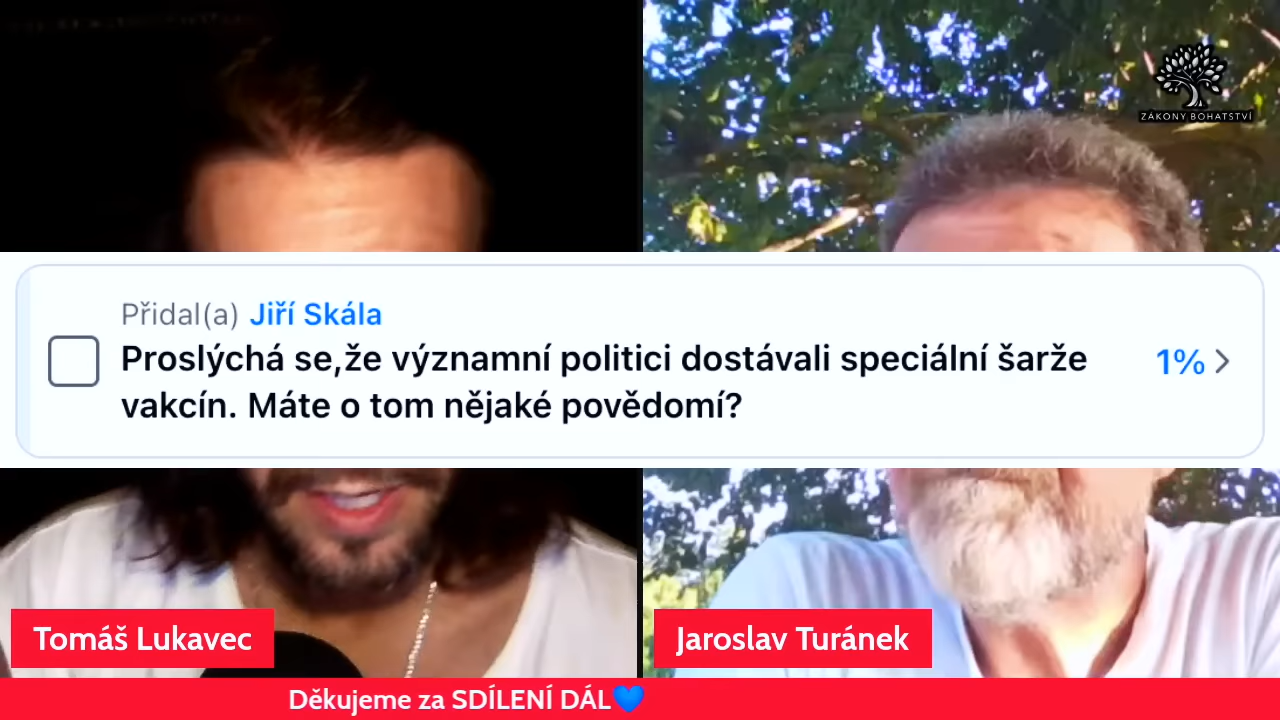 ZÁKONY BOHATSTVÍ
Přidal(a) Jiří Skála
Proslýchá se,že významní politici dostávali speciální šarže
vakcín. Máte o tom nějaké povědomí?
1%
Tomáš Lukavec
Jaroslav Turánek
Děkujeme za SDÍLENÍ DÁL💙